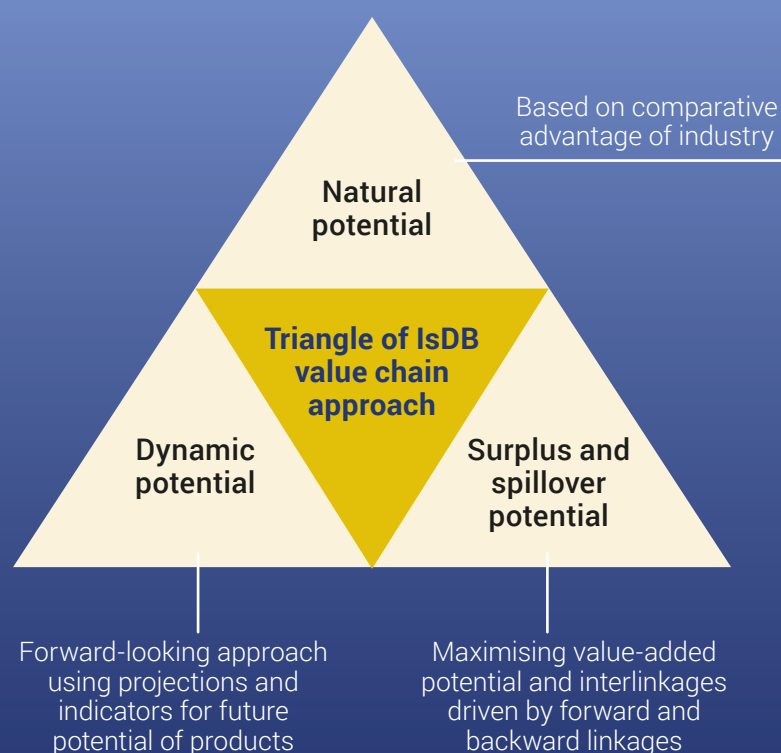 Based on comparative
advantage of industry
Natural
potential
Triangle of IsDB
value chain
approach
Dynamic
potential
Surplus and
spillover
potential
Forward-looking approach
using projections and
indicators for future
potential of products
Maximising value-added
potential and interlinkages
driven by forward and
backward linkages